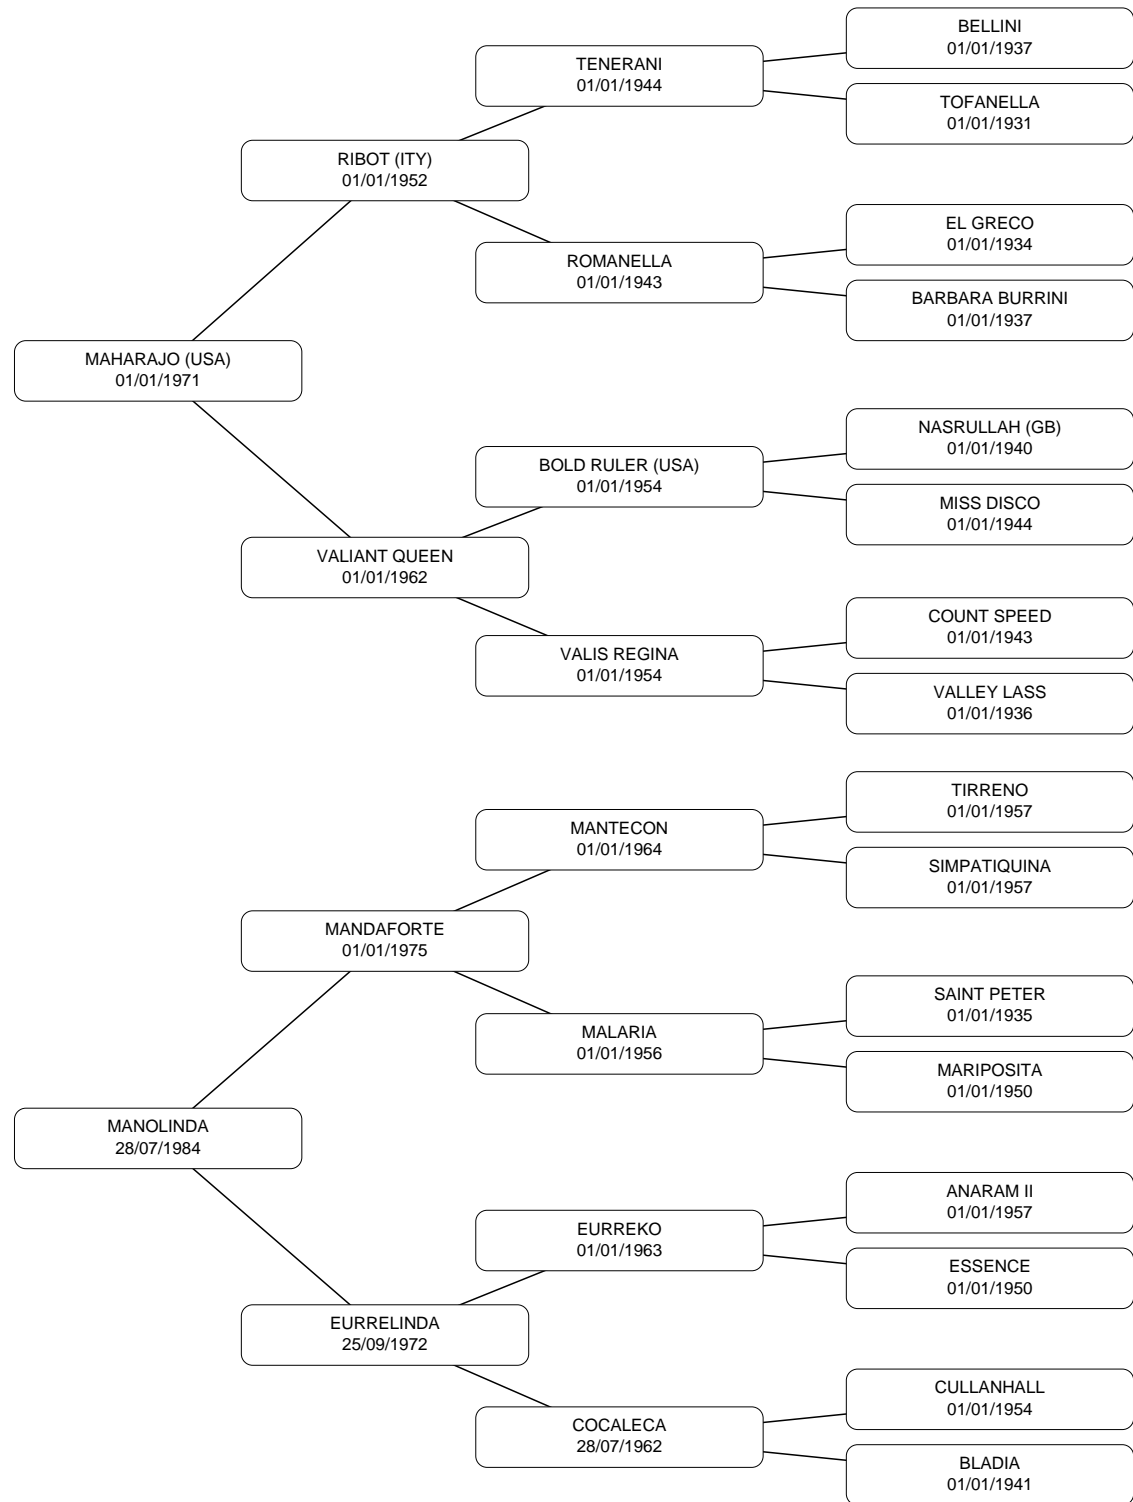 BELLINI
01/01/1937
TENERANI
01/01/1944
TOFANELLA
01/01/1931
RIBOT (ITY)
01/01/1952
EL GRECO
01/01/1934
ROMANELLA
01/01/1943
BARBARA BURRINI
01/01/1937
MAHARAJO (USA)
01/01/1971
NASRULLAH (GB)
01/01/1940
BOLD RULER (USA)
01/01/1954
MISS DISCO
01/01/1944
VALIANT QUEEN
01/01/1962
COUNT SPEED
01/01/1943
VALIS REGINA
01/01/1954
VALLEY LASS
01/01/1936
TIRRENO
01/01/1957
MANTECON
01/01/1964
SIMPATIQUINA
01/01/1957
MANDAFORTE
01/01/1975
SAINT PETER
01/01/1935
MALARIA
01/01/1956
MARIPOSITA
01/01/1950
MANOLINDA
28/07/1984
ANARAM II
01/01/1957
EURREKO
01/01/1963
ESSENCE
01/01/1950
EURRELINDA
25/09/1972
CULLANHALL
01/01/1954
COCALECA
28/07/1962
BLADIA
01/01/1941